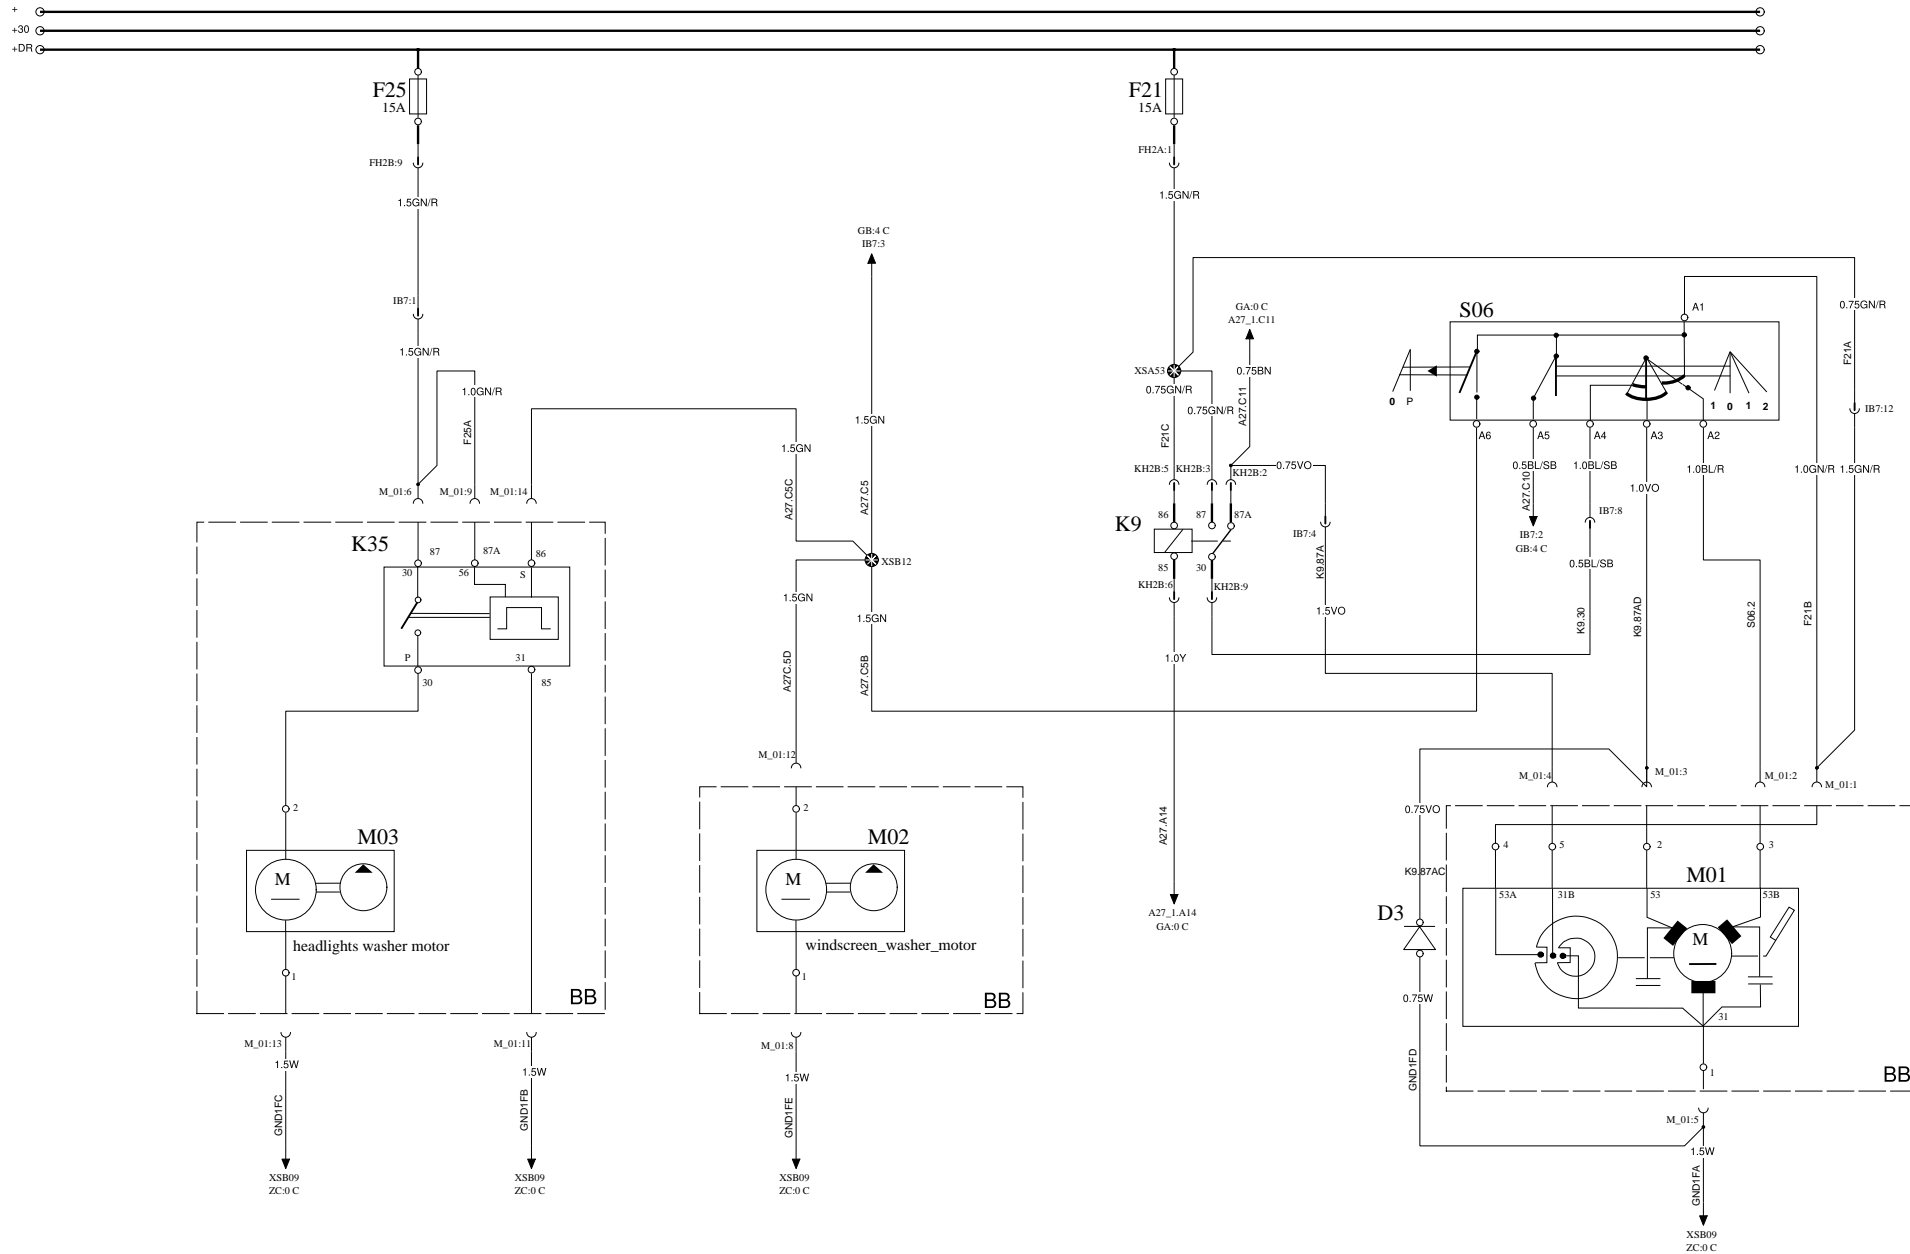 +
+30
+DR
F25
15A
F21
15A
FH2B:9
FH2A:1
1.5GN/R
1.5GN/R
GB:4 C
IB7:3
IB7:1
GA:0 C
A27_1.C11
S06
A1
0.75GN/R
1.5GN/R
F21A
XSA53
0.75BN
0.75GN/R
1.0GN/R
0.75GN/R
A27.C11
0 P
1 0 1 2
IB7:12
F25A
1.5GN
1.5GN
F21C
A6
A5
A4
A3
A2
KH2B:5
KH2B:3
KH2B:2
0.75VO
0.5BL/SB
1.0BL/SB
1.0BL/R
1.0GN/R
1.5GN/R
M_01:6
M_01:9
M_01:14
A27.C5C
A27.C5
1.0VO
A27.C10
IB7:8
K9
86
87
87A
IB7:4
IB7:2
GB:4 C
K35
87
87A
86
XSB12
85
30
K9.87A
0.5BL/SB
30
56
S
KH2B:6
KH2B:9
1.5GN
1.5GN
1.5VO
K9.30
K9.87AD
S06.2
F21B
P
31
A27C.5D
A27.C5B
1.0Y
30
85
M_01:12
M_01:4
M_01:3
M_01:2
M_01:1
2
2
0.75VO
A27.A14
M03
M02
4
5
2
3
M
M
K9.87AC
M01
53A
31B
53
53B
A27_1.A14
GA:0 C
D3
headlights washer motor
windscreen_washer_motor
M
1
1
BB
BB
0.75W
31
M_01:13
M_01:11
M_01:8
1.5W
1.5W
1.5W
GND1FD
1
BB
GND1FC
GND1FB
GND1FE
M_01:5
1.5W
XSB09
ZC:0 C
XSB09
ZC:0 C
XSB09
ZC:0 C
GND1FA
XSB09
ZC:0 C